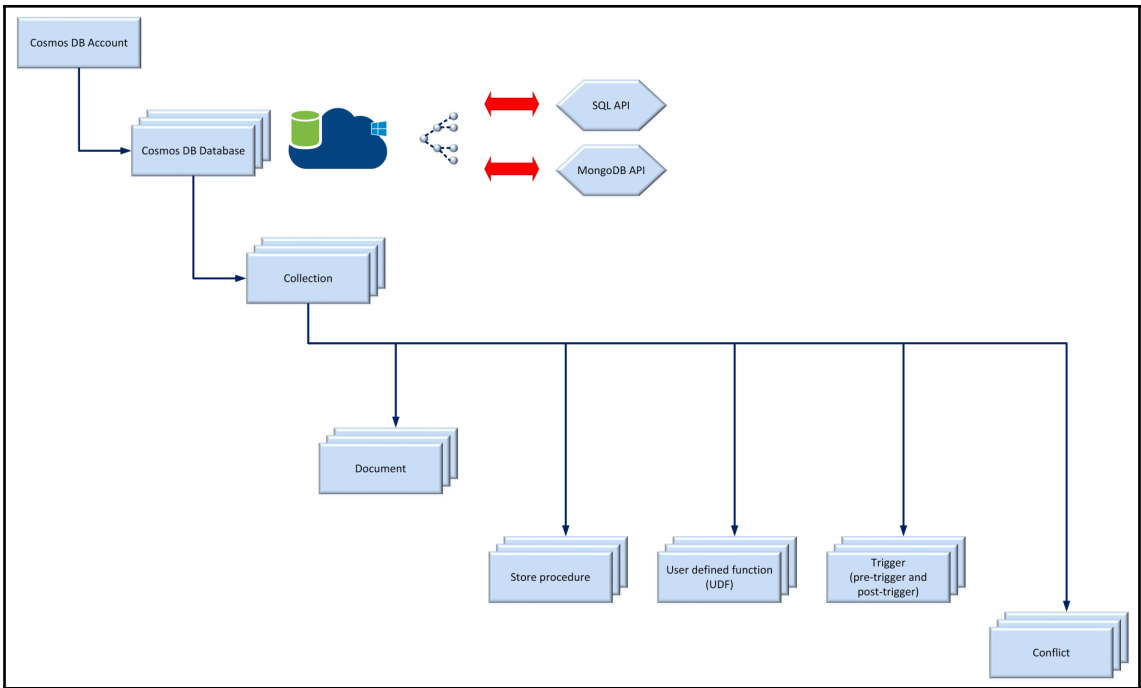 Cosmos DB Account
SQL API
Cosmos DB Database
MongoDB API
Collection
Document
Store procedure
User defined function
(UDF)
Trigger
(pre-trigger and
post-trigger)
Conflict